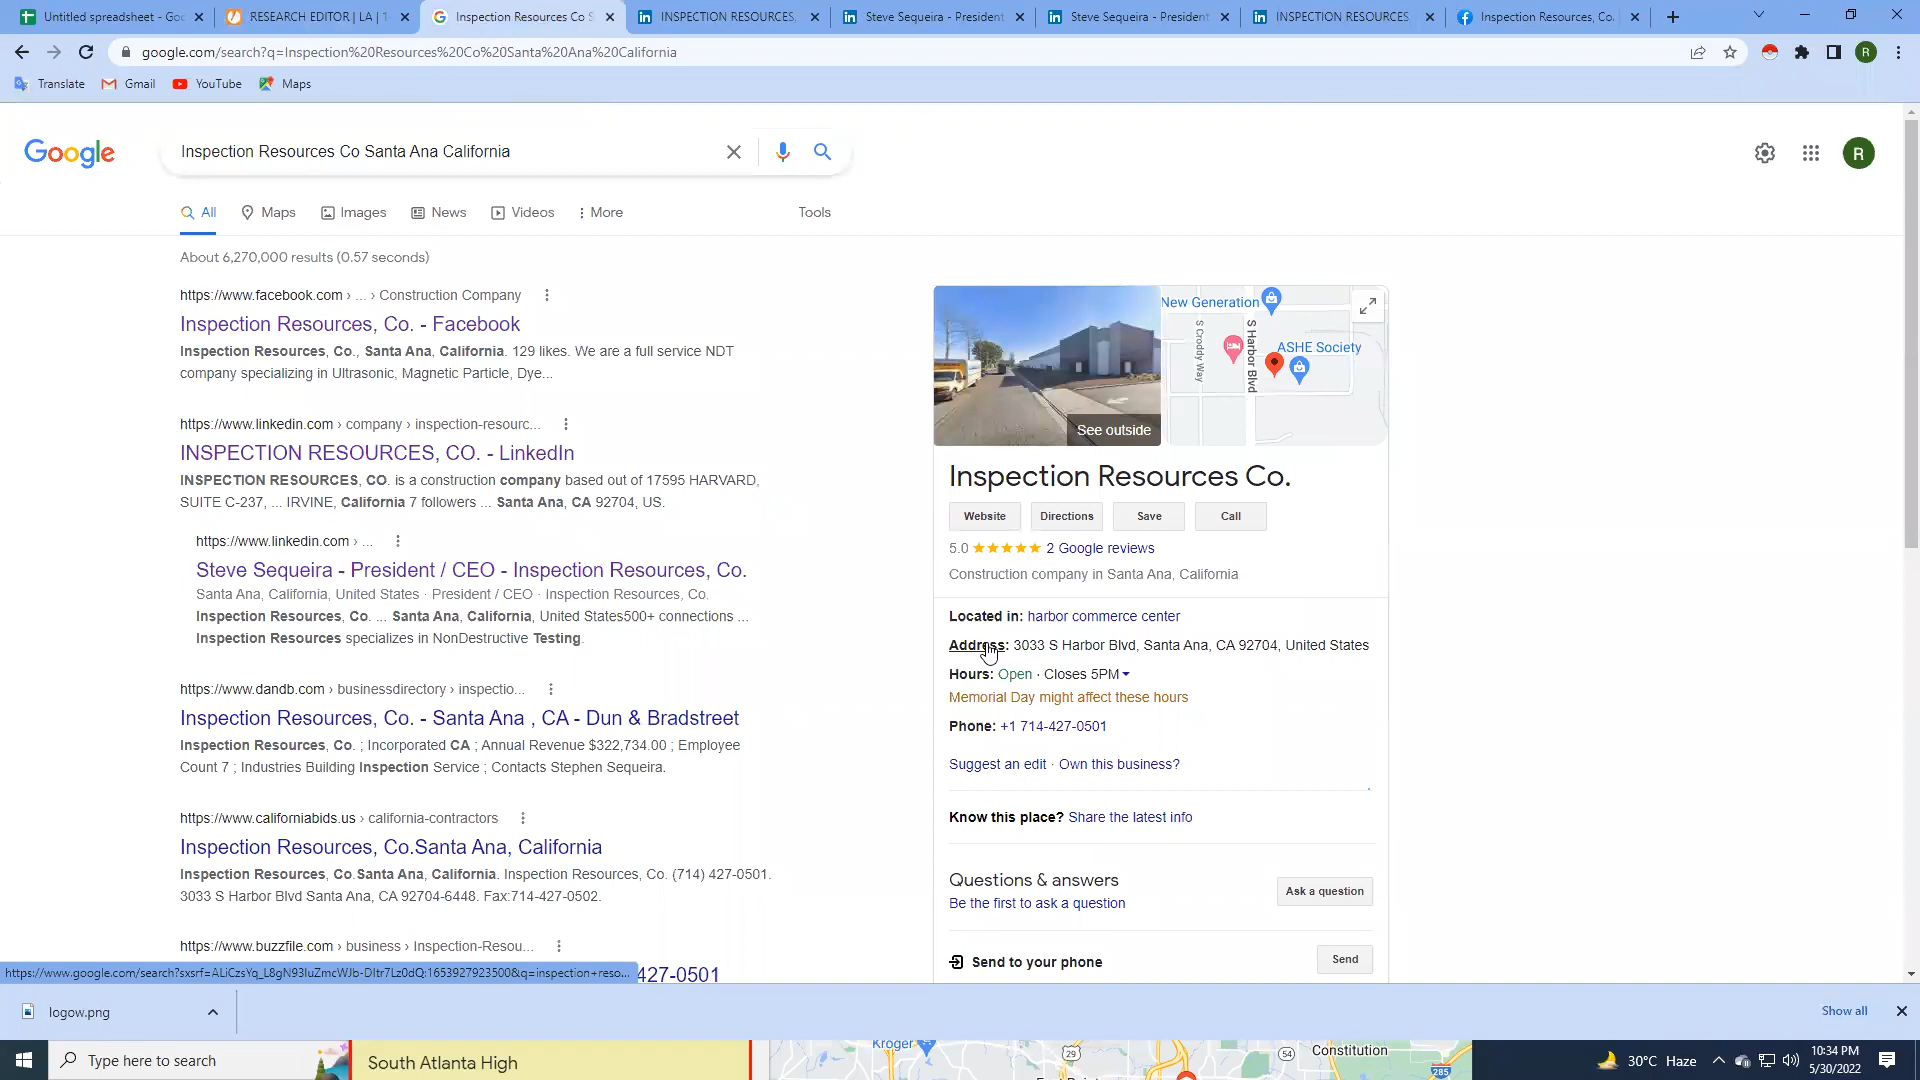 Untitled spreadsheet - Goo
RESEARCH EDITOR | LA | 1
Inspection Resources Co S
INSPECTION RESOURCES,
Steve Sequeira - President
Steve Sequeira - President
INSPECTION RESOURCES
Inspection Resources, Co.
google.com/search?q=Inspection%20Resources%20Co%20Santa%20Ana%20California
R
Translate
Gmail
YouTube
Maps
Google
Inspection Resources Co Santa Ana California
R
All
Maps
Images
News
Videos
More
Tools
About 6,270,000 results (0.57 seconds)
https://www.facebook.com › ... › Construction Company
Inspection Resources, Co. - Facebook
Inspection Resources, Co., Santa Ana, California. 129 likes. We are a full service NDT
company specializing in Ultrasonic, Magnetic Particle, Dye...
https://www.linkedin.com › company › inspection-resourc...
INSPECTION RESOURCES, CO. - LinkedIn
INSPECTION RESOURCES, CO. is a construction company based out of 17595 HARVARD,
SUITE C-237, ... IRVINE, California 7 followers ... Santa Ana, CA 92704, US.
https://www.linkedin.com › ...
Steve Sequeira - President / CEO - Inspection Resources, Co.
Santa Ana, California, United States · President / CEO · Inspection Resources, Co.
Inspection Resources, Co. ... Santa Ana, California, United States500+ connections ...
Inspection Resources specializes in NonDestructive Testing.
https://www.dandb.com › businessdirectory › inspectio...
Inspection Resources, Co. - Santa Ana , CA - Dun & Bradstreet
Inspection Resources, Co. ; Incorporated CA ; Annual Revenue $322,734.00 ; Employee
Count 7 ; Industries Building Inspection Service ; Contacts Stephen Sequeira.
https://www.californiabids.us › california-contractors
Inspection Resources, Co.Santa Ana, California
Inspection Resources, Co.Santa Ana, California. Inspection Resources, Co. (714) 427-0501.
3033 S Harbor Blvd Santa Ana, CA 92704-6448. Fax:714-427-0502.
https://www.buzzfile.com › business › Inspection-Resou...
427-0501
New Generation
S Croddy Way
S Harbor Blvd
ASHE Society
See outside
Inspection Resources Co.
Website
Directions
Save
Call
5.0 ★★★★★ 2 Google reviews
Construction company in Santa Ana, California
Located in: harbor commerce center
Address: 3033 S Harbor Blvd, Santa Ana, CA 92704, United States
Hours: Open · Closes 5PM
Memorial Day might affect these hours
Phone: +1 714-427-0501
Suggest an edit · Own this business?
Know this place? Share the latest info
Questions & answers
Be the first to ask a question
Ask a question
Send to your phone
Send
logow.png
Show all
Type here to search
South Atlanta High
Kroger
29
54
Constitution
285
30°C Haze
10:34 PM
5/30/2022